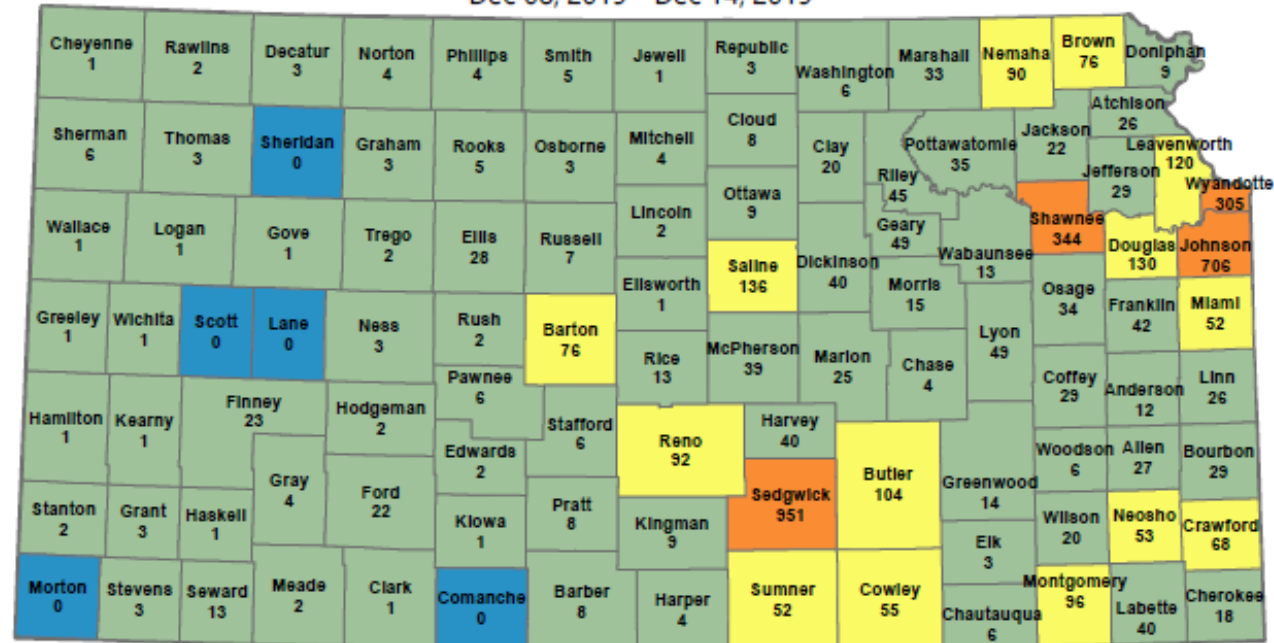 Dec 08, 2019 - Dec 14, 2019
Cheyenne
1
Rawlins
2
Decatur
3
Norton
4
Phillips
4
Smith
5
Jewell
1
Republic
3
Washington
6
Marshall
33
Nemaha
90
Brown
76
Doniphan
9
Sherman
6
Thomas
3
Sheridan
0
Graham
3
Rooks
5
Osborne
3
Mitchell
4
Cloud
8
Clay
20
Riley
45
Pottawatomie
35
Jackson
22
Atchison
26
Jefferson
29
Leavenworth
120
Wyandotte
305
Wallace
1
Logan
1
Gove
1
Trego
2
Ellis
28
Russell
7
Lincoln
2
Ottawa
9
Saline
136
Dickinson
40
Geary
49
Wabaunsee
13
Shawnee
344
Douglas
130
Johnson
706
Greeley
1
Wichita
1
Scott
0
Lane
0
Ness
3
Rush
2
Barton
76
Ellsworth
1
Rice
13
McPherson
39
Marion
25
Morris
15
Chase
4
Lyon
49
Osage
34
Franklin
42
Miami
52
Hamilton
1
Kearny
1
Finney
23
Hodgeman
2
Pawnee
6
Edwards
2
Stafford
6
Reno
92
Harvey
40
Sedgwick
951
Butler
104
Greenwood
14
Coffey
29
Anderson
12
Linn
26
Woodson
6
Allen
27
Bourbon
29
Stanton
2
Grant
3
Haskell
1
Gray
4
Ford
22
Kiowa
1
Pratt
8
Kingman
9
Elk
3
Wilson
20
Neosho
53
Crawford
68
Morton
0
Stevens
3
Seward
13
Meade
2
Clark
1
Comanche
0
Barber
8
Harper
4
Sumner
52
Cowley
55
Chautauqua
6
Montgomery
96
Labette
40
Cherokee
18